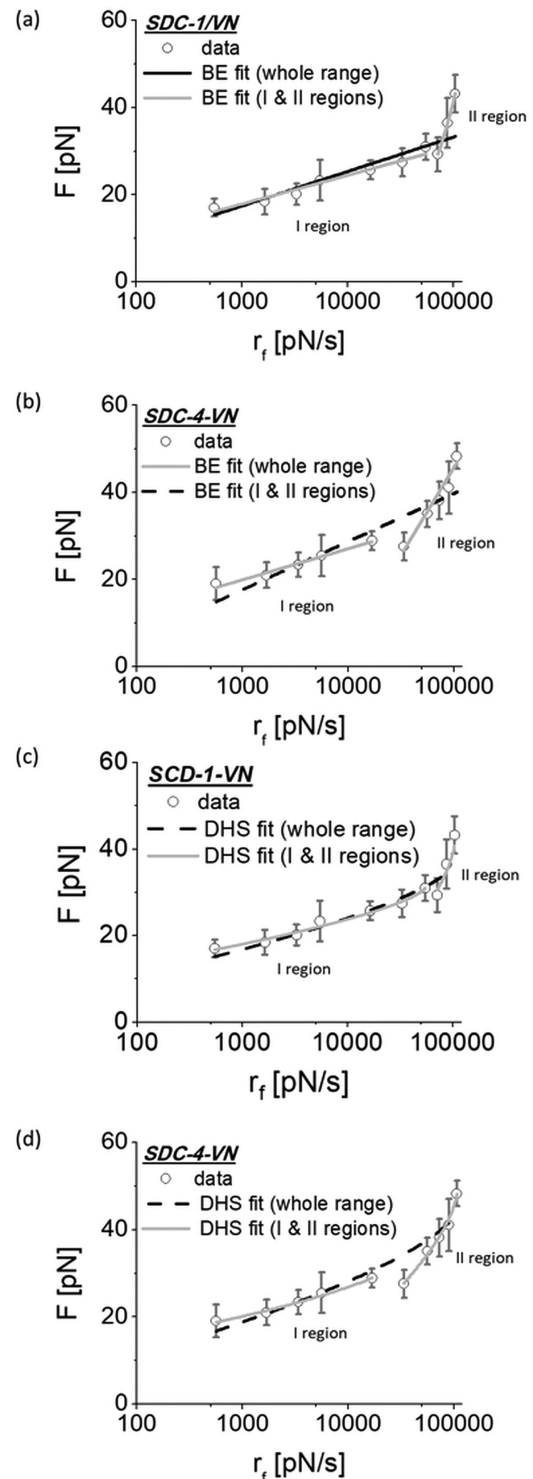 (a)
SDC-1/VN
data
BE fit (whole range)
BE fit (I & II regions)
II region
I region
F [pN]
60
40
20
0
100 1000 10000 100000
r_f [pN/s]
(b)
SDC-4-VN
data
BE fit (whole range)
BE fit (I & II regions)
II region
I region
F [pN]
60
40
20
0
100 1000 10000 100000
r_f [pN/s]
(c)
SCD-1-VN
data
DHS fit (whole range)
DHS fit (I & II regions)
II region
I region
F [pN]
60
40
20
0
100 1000 10000 100000
r_f [pN/s]
(d)
SDC-4-VN
data
DHS fit (whole range)
DHS fit (I & II regions)
II region
I region
F [pN]
60
40
20
0
100 1000 10000 100000
r_f [pN/s]